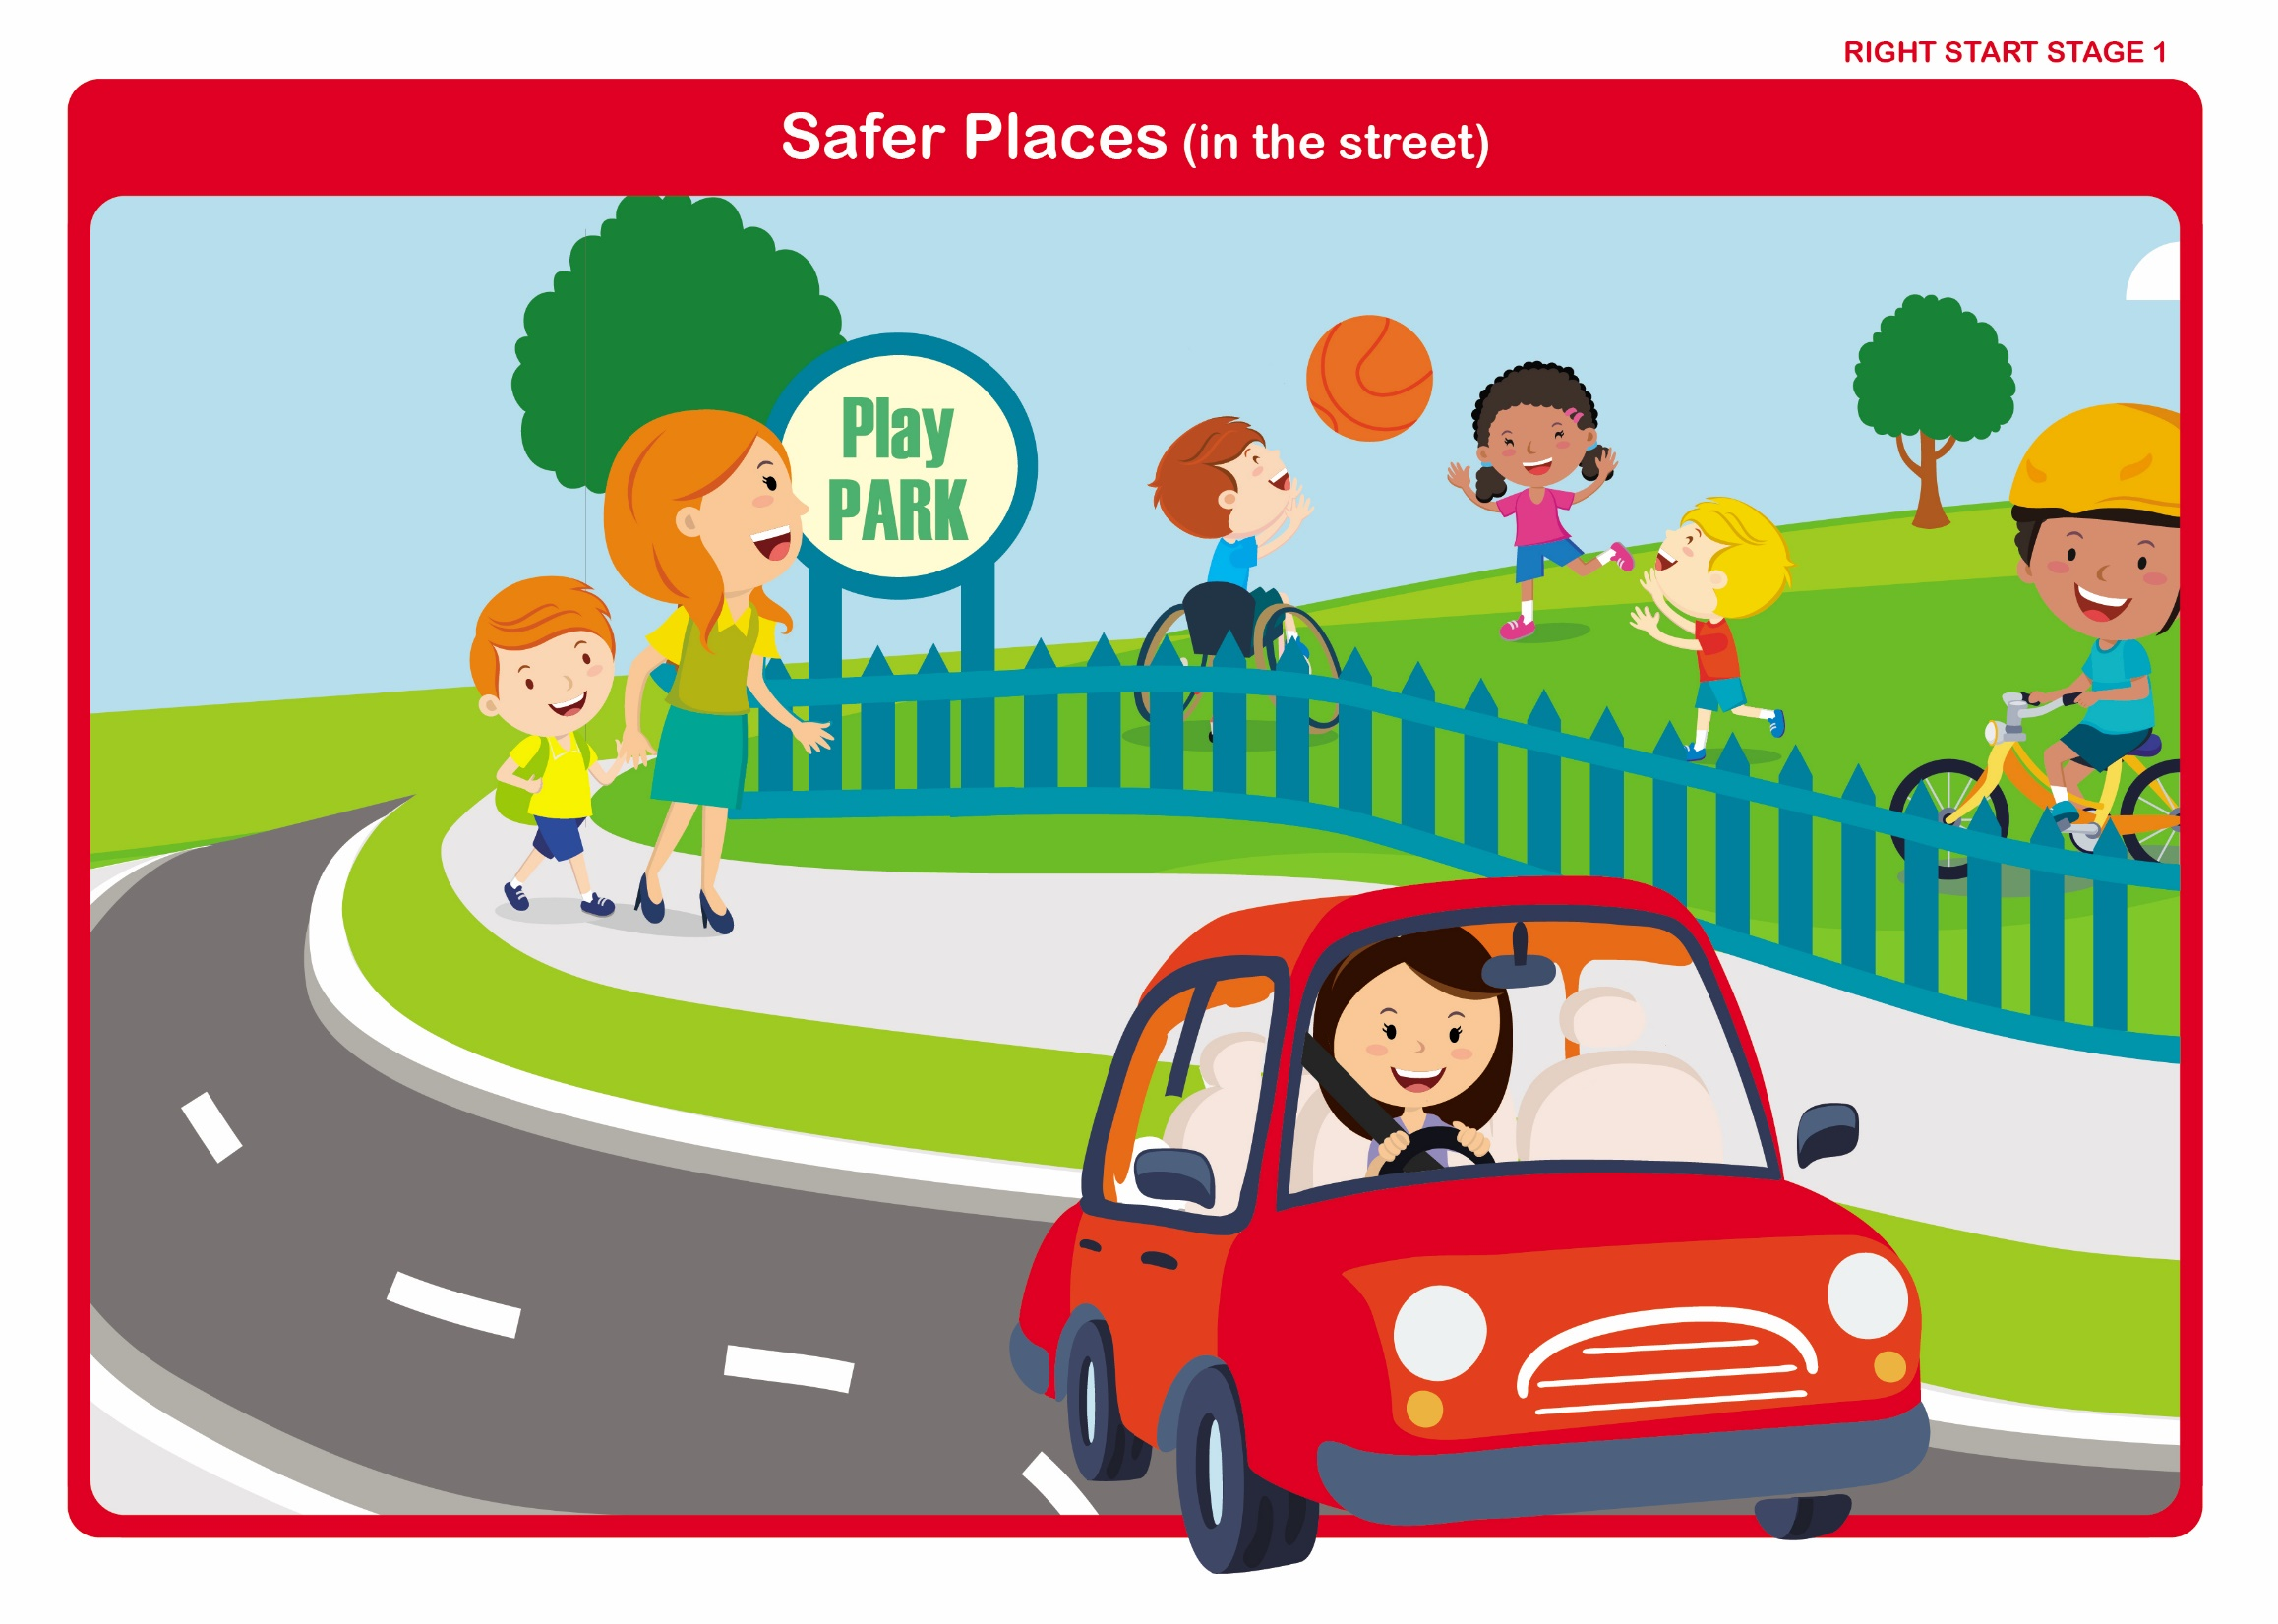 RIGHT START STAGE 1
Safer Places (in the street)
Play
PARK